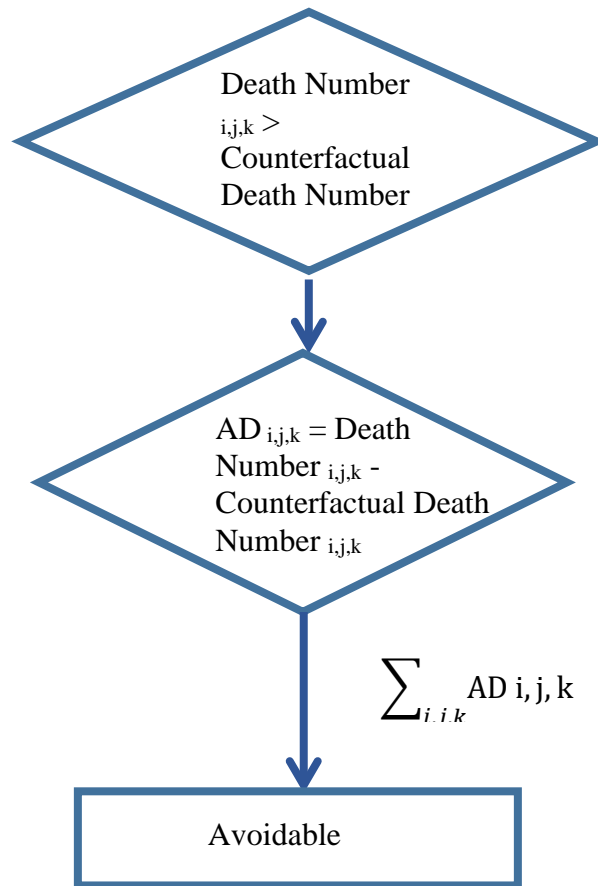 Death Number
i,j,k >
Counterfactual
Death Number
AD i,j,k = Death
Number i,j,k -
Counterfactual Death
Number i,j,k
∑i,j,k AD i, j, k
Avoidable